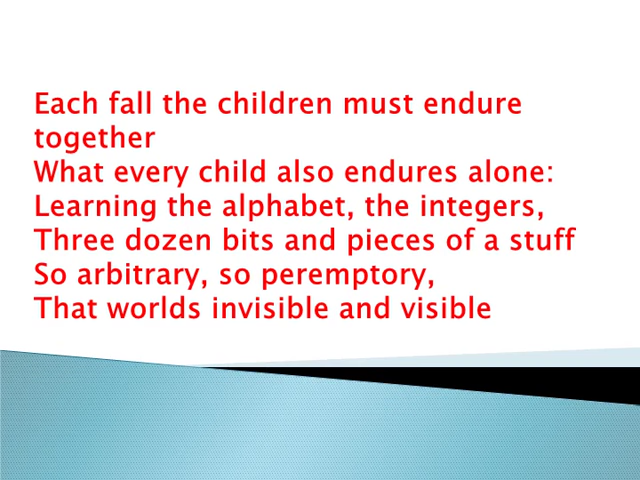 Each fall the children must endure
together
What every child also endures alone:
Learning the alphabet, the integers,
Three dozen bits and pieces of a stuff
So arbitrary, so peremptory,
That worlds invisible and visible